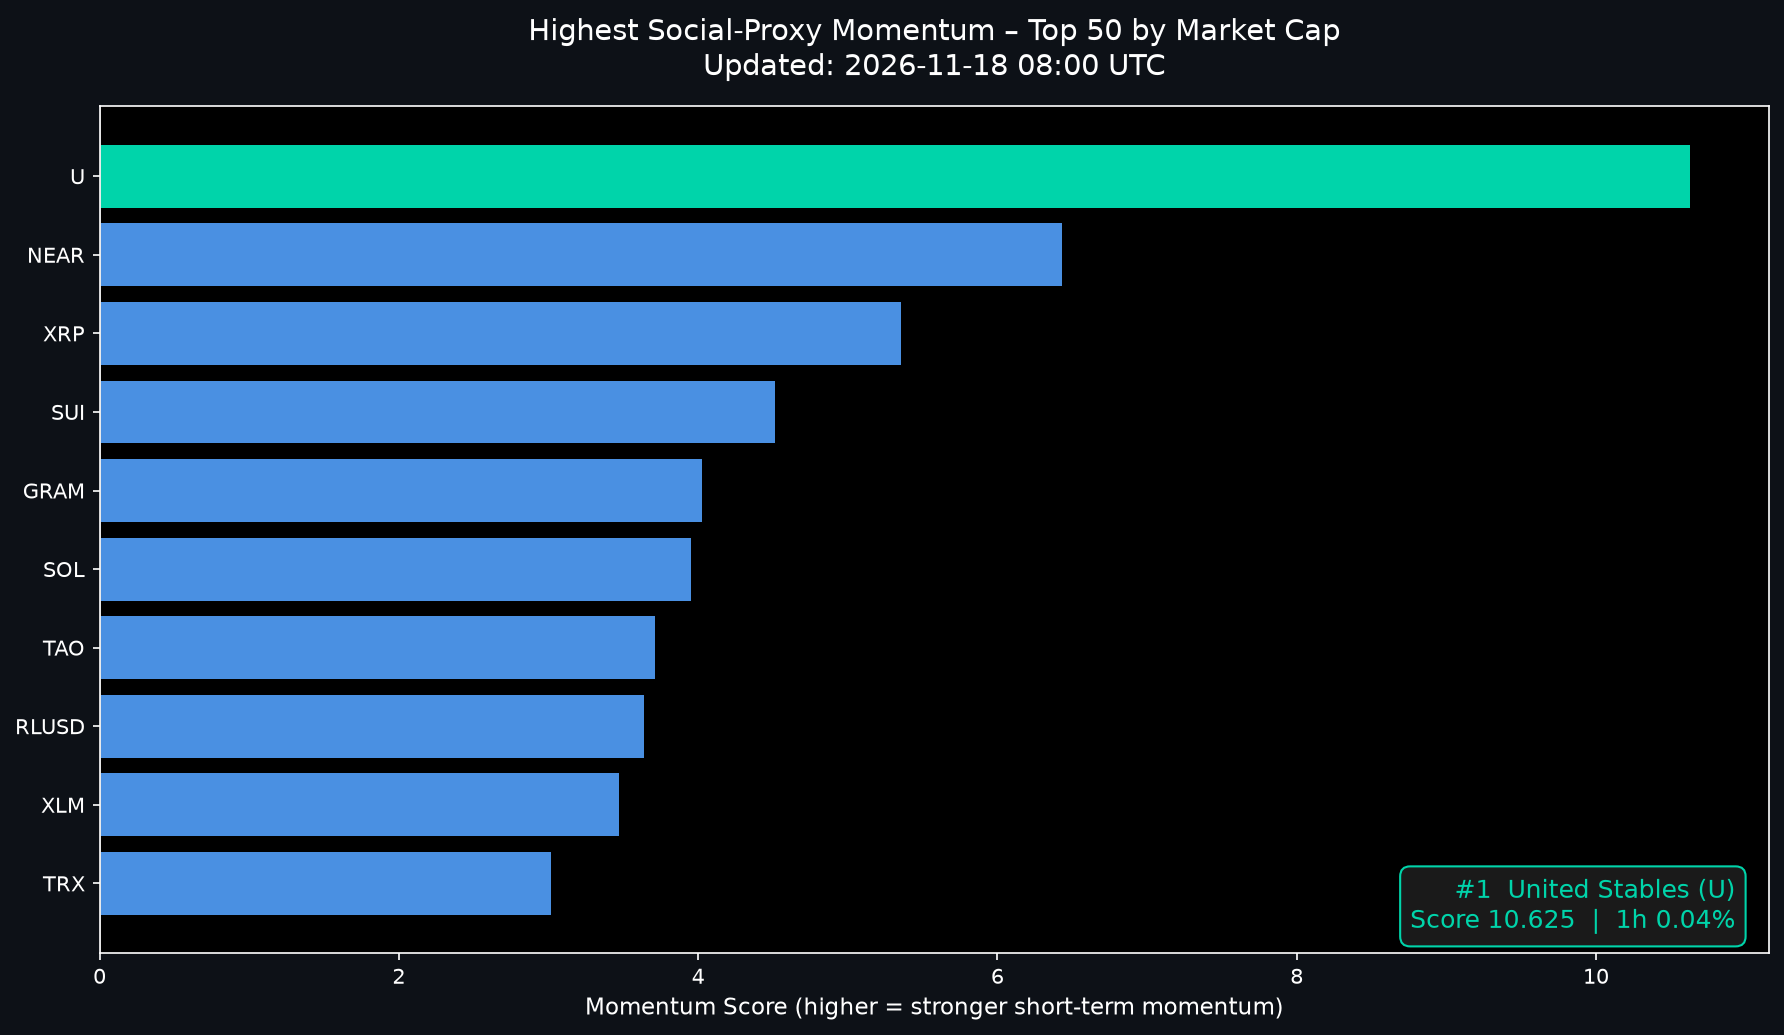 Highest Social-Proxy Momentum – Top 50 by Market Cap
Updated: 2026-11-18 08:00 UTC
U
NEAR
XRP
SUI
GRAM
SOL
TAO
RLUSD
XLM
TRX
#1 United Stables (U)
Score 10.625 | 1h 0.04%
0 2 4 6 8 10
Momentum Score (higher = stronger short-term momentum)